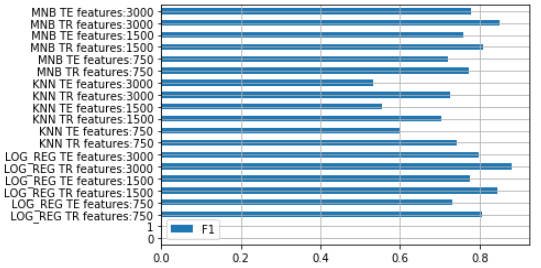 MNB TE features:3000
MNB TR features:3000
MNB TE features:1500
MNB TR features:1500
MNB TE features:750
MNB TR features:750
KNN TE features:3000
KNN TR features:3000
KNN TE features:1500
KNN TR features:1500
KNN TE features:750
KNN TR features:750
LOG_REG TE features:3000
LOG_REG TR features:3000
LOG_REG TE features:1500
LOG_REG TR features:1500
LOG_REG TE features:750
LOG_REG TR features:750
1
0
F1
0.0 0.2 0.4 0.6 0.8